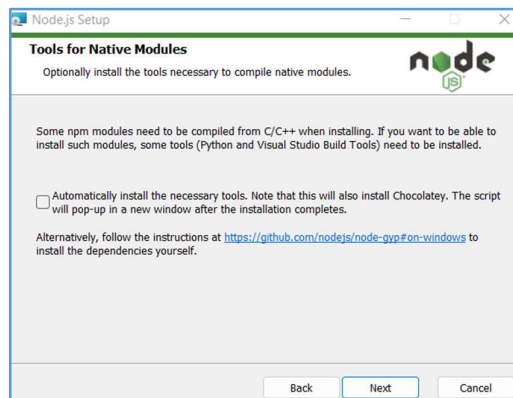 Node.js Setup
Tools for Native Modules
Optionally install the tools necessary to compile native modules.
node
JS
Some npm modules need to be compiled from C/C++ when installing. If you want to be able to
install such modules, some tools (Python and Visual Studio Build Tools) need to be installed.
Automatically install the necessary tools. Note that this will also install Chocolatey. The script
will pop-up in a new window after the installation completes.
Alternatively, follow the instructions at https://github.com/nodejs/node-gyp#on-windows to
install the dependencies yourself.
Back Next Cancel